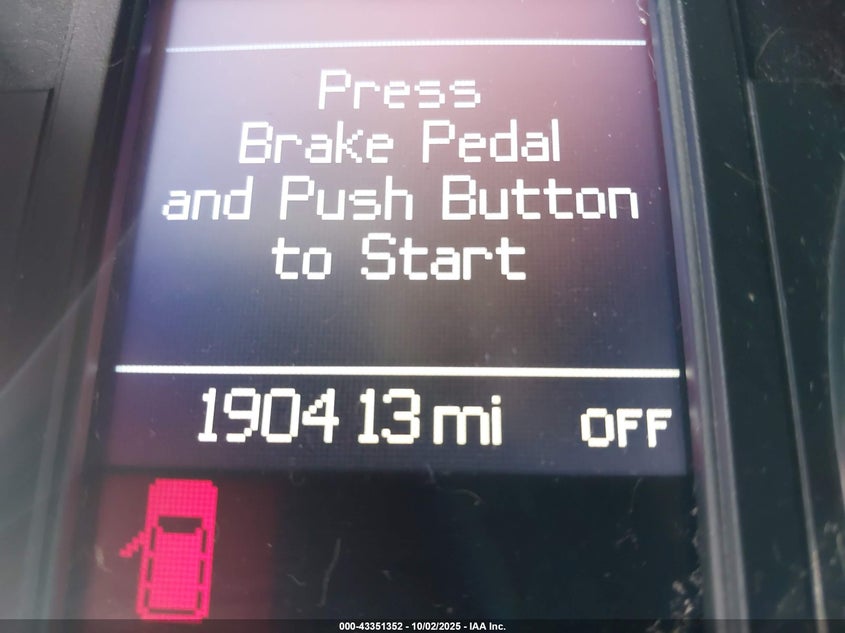 Press
Brake Pedal
and Push Button
to Start
190413 mi OFF
000-43351352 - 10/02/2025 - IAA Inc.